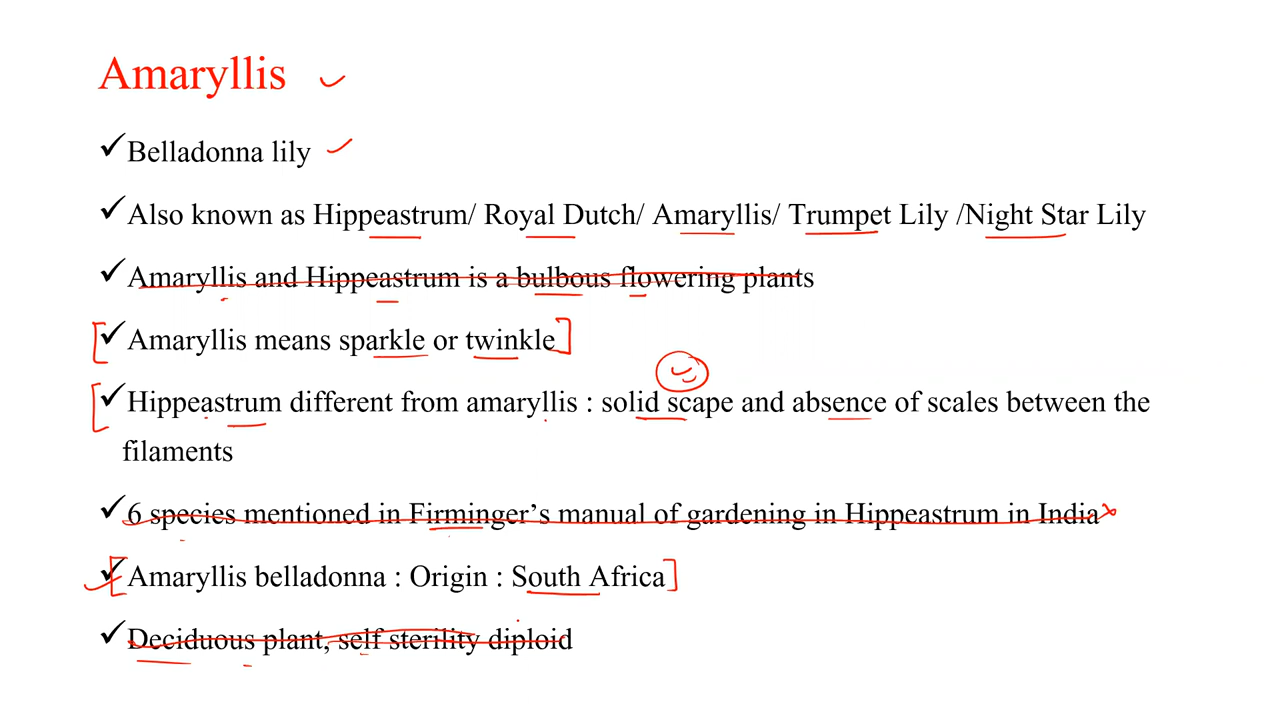 Amaryllis
✓Belladonna lily
✓Also known as Hippeastrum/ Royal Dutch/ Amaryllis/ Trumpet Lily /Night Star Lily
✓Amaryllis and Hippeastrum is a bulbous flowering plants
✓Amaryllis means sparkle or twinkle
✓Hippeastrum different from amaryllis : solid scape and absence of scales between the
filaments
✓6 species mentioned in Firminger’s manual of gardening in Hippeastrum in India
✓Amaryllis belladonna : Origin : South Africa
✓Deciduous plant, self sterility diploid